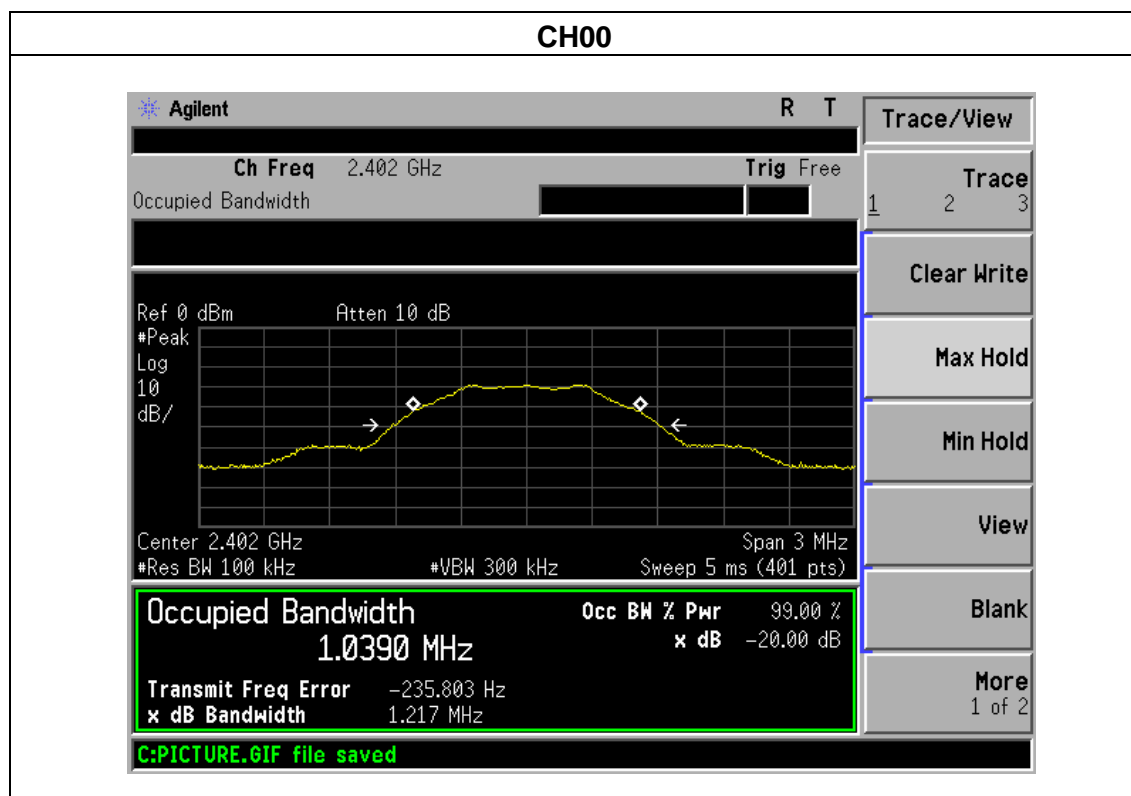 CH00
Agilent R T
Trace/View
Ch Freq 2.402 GHz Trig Free
Occupied Bandwidth
Trace
1 2 3
Clear Write
Max Hold
Min Hold
View
Blank
More
1 of 2
Ref 0 dBm Atten 10 dB
#Peak
Log
10
dB/
Center 2.402 GHz Span 3 MHz
#Res BW 100 kHz #VBW 300 kHz Sweep 5 ms (401 pts)
Occupied Bandwidth Occ BW % Pwr 99.00 %
1.0390 MHz x dB -20.00 dB
Transmit Freq Error -235.803 Hz
x dB Bandwidth 1.217 MHz
C:PICTURE.GIF file saved